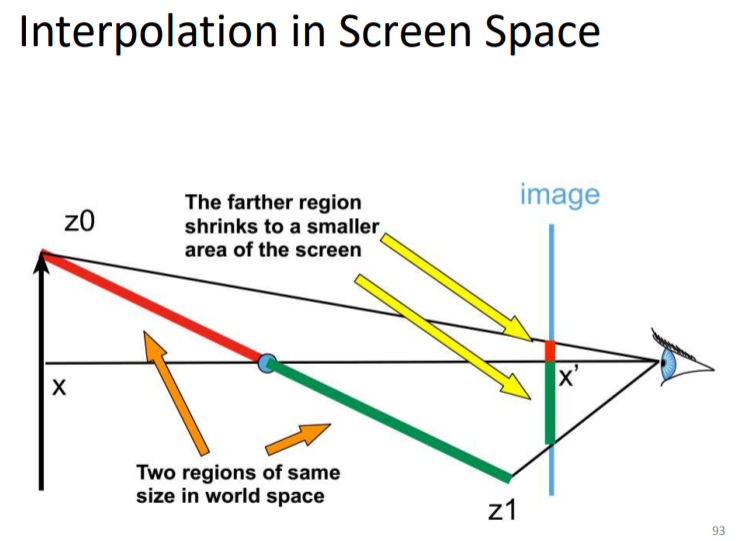 Interpolation in Screen Space
image
The farther region
shrinks to a smaller
area of the screen
z0
x
x'
Two regions of same
size in world space
z1
93